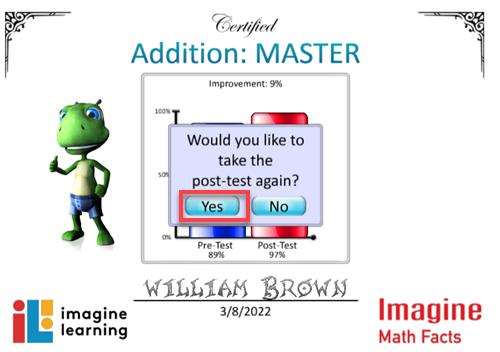 Certified
Addition: MASTER
Improvement: 9%
100%
Would you like to
take the
post-test again?
50%
Yes No
0%
Pre-Test Post-Test
89% 97%
WILLIAM BROWN
3/8/2022
imagine
learning
Imagine
Math Facts